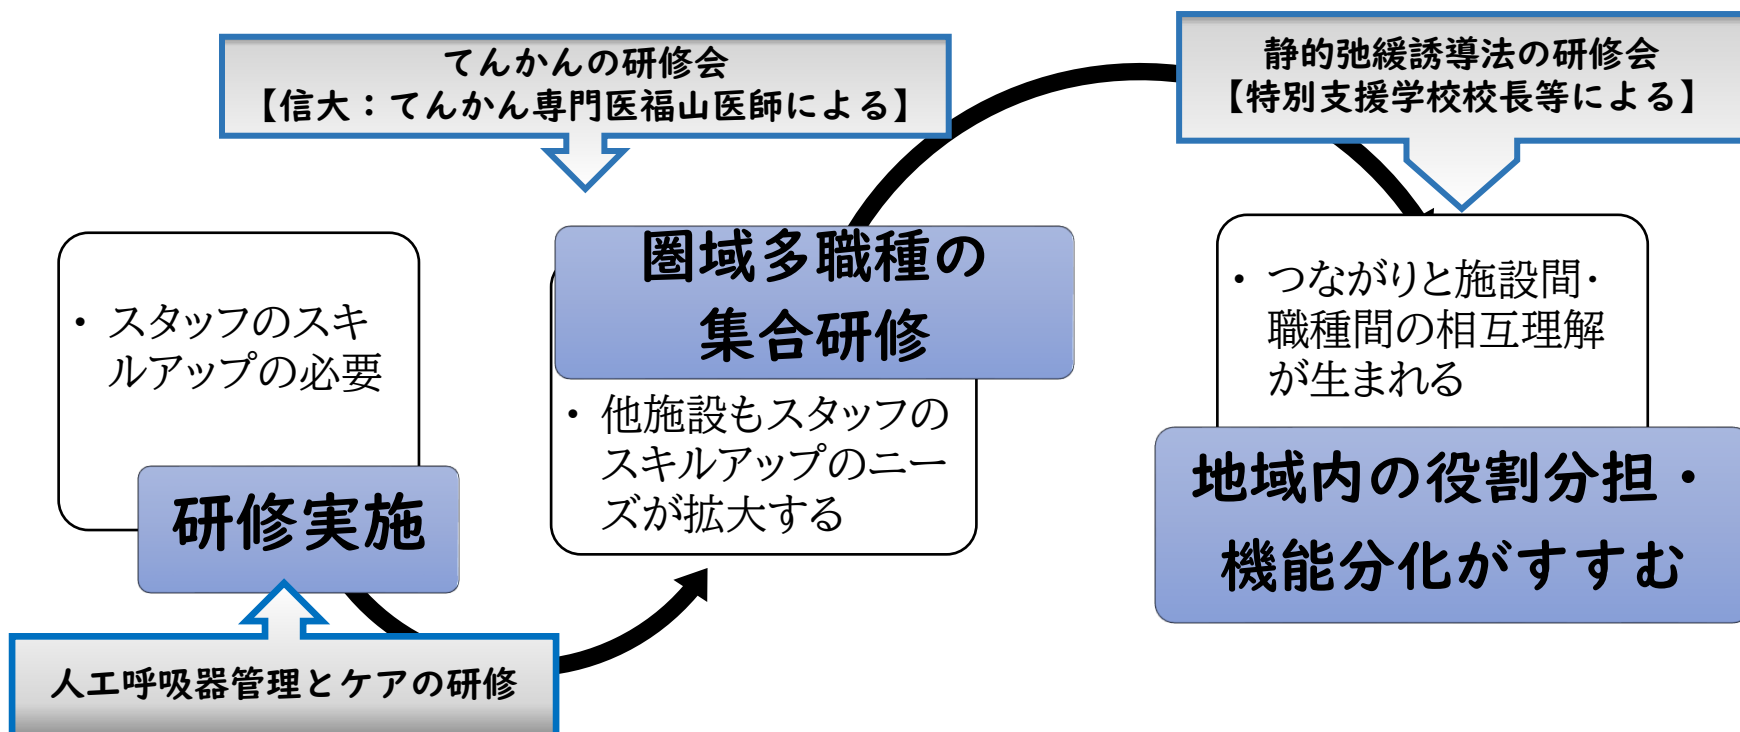 てんかんの研修会
【信大：てんかん専門医福山医師による】
静的弛緩誘導法の研修会
【特別支援学校校長等による】
・スタッフのスキ
ルアップの必要
研修実施
人工呼吸器管理とケアの研修
圏域多職種の
集合研修
・他施設もスタッフの
スキルアップのニー
ズが拡大する
・つながりと施設間・
職種間の相互理解
が生まれる
地域内の役割分担・
機能分化がすすむ